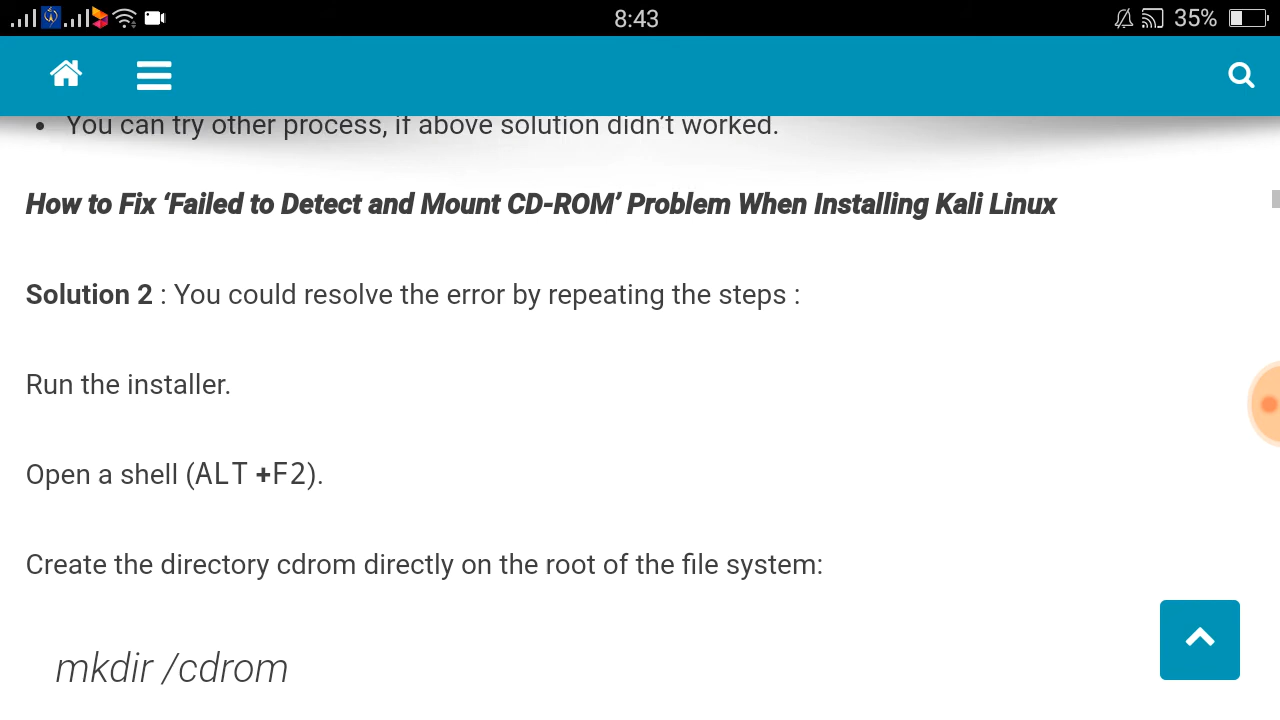 8:43
35%
• You can try other process, if above solution didn't worked.
How to Fix ‘Failed to Detect and Mount CD-ROM’ Problem When Installing Kali Linux
Solution 2 : You could resolve the error by repeating the steps :
Run the installer.
Open a shell (ALT +F2).
Create the directory cdrom directly on the root of the file system:
mkdir /cdrom